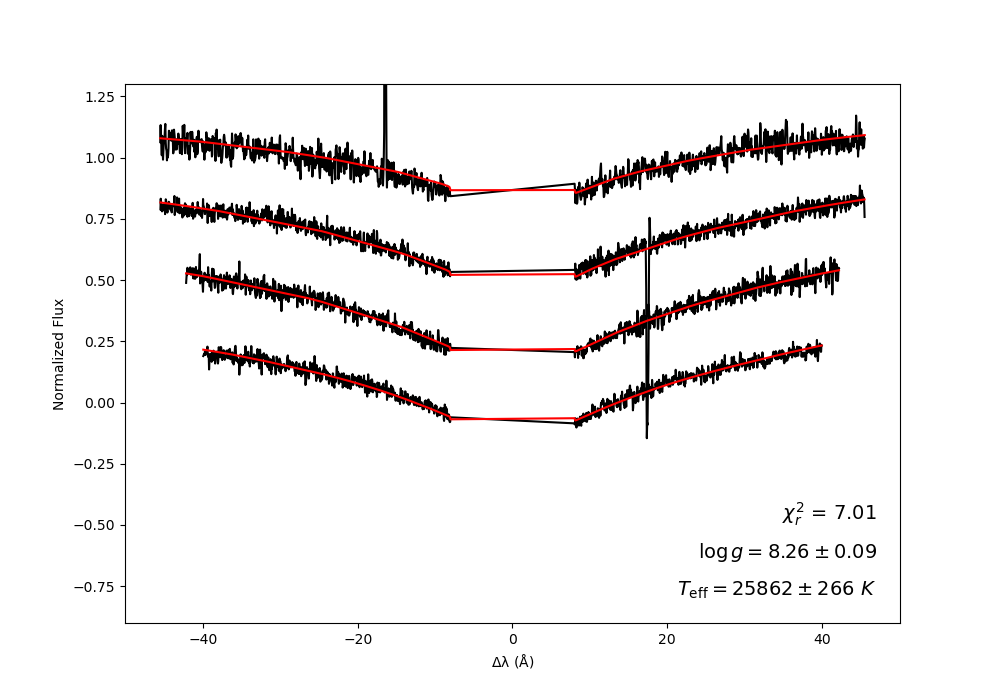 1.25
1.00
0.75
0.50
0.25
0.00
−0.25
−0.50
−0.75
Normalized Flux
−40
−20
0
20
40
Δλ (Å)
χ²ᵣ = 7.01
log g = 8.26 ± 0.09
T_eff = 25862 ± 266 K